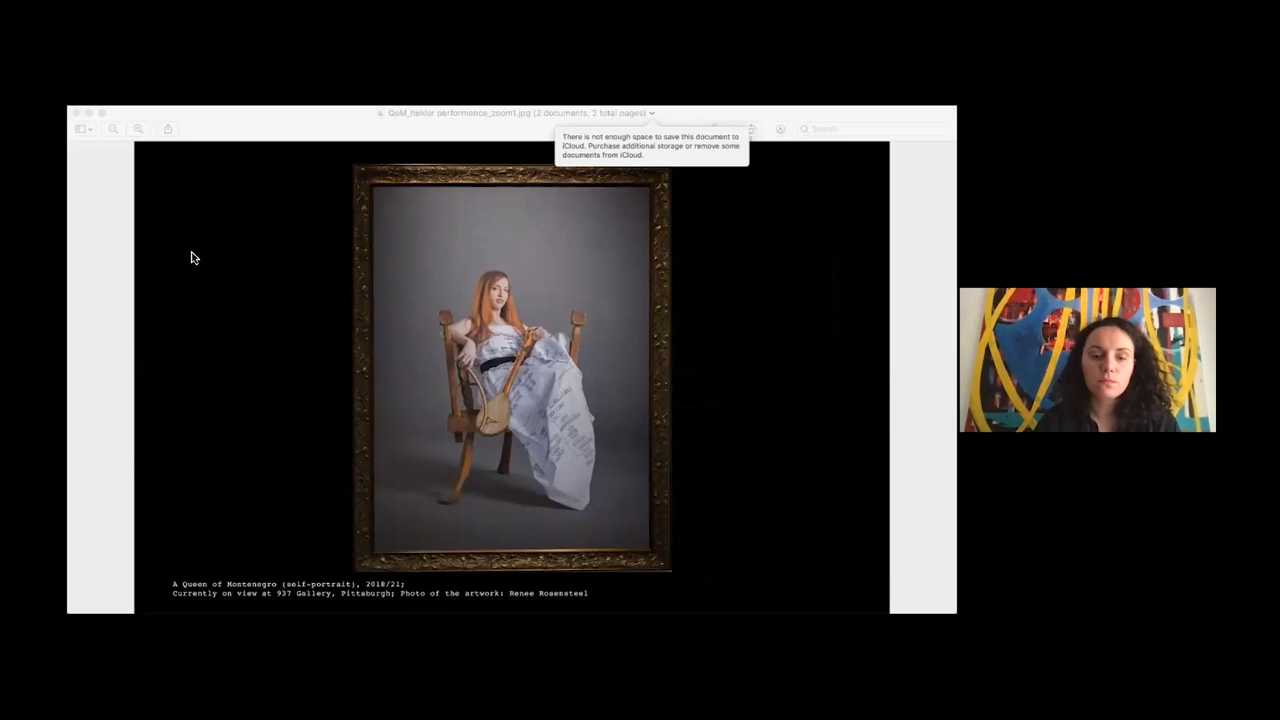 QoM_hekler performance_zoom1.jpg (2 documents, 2 total pages)
Search
There is not enough space to save this document to
iCloud. Purchase additional storage or remove some
documents from iCloud.
A Queen of Montenegro (self-portrait), 2018/21;
Currently on view at 937 Gallery, Pittsburgh; Photo of the artwork: Renee Rosensteel